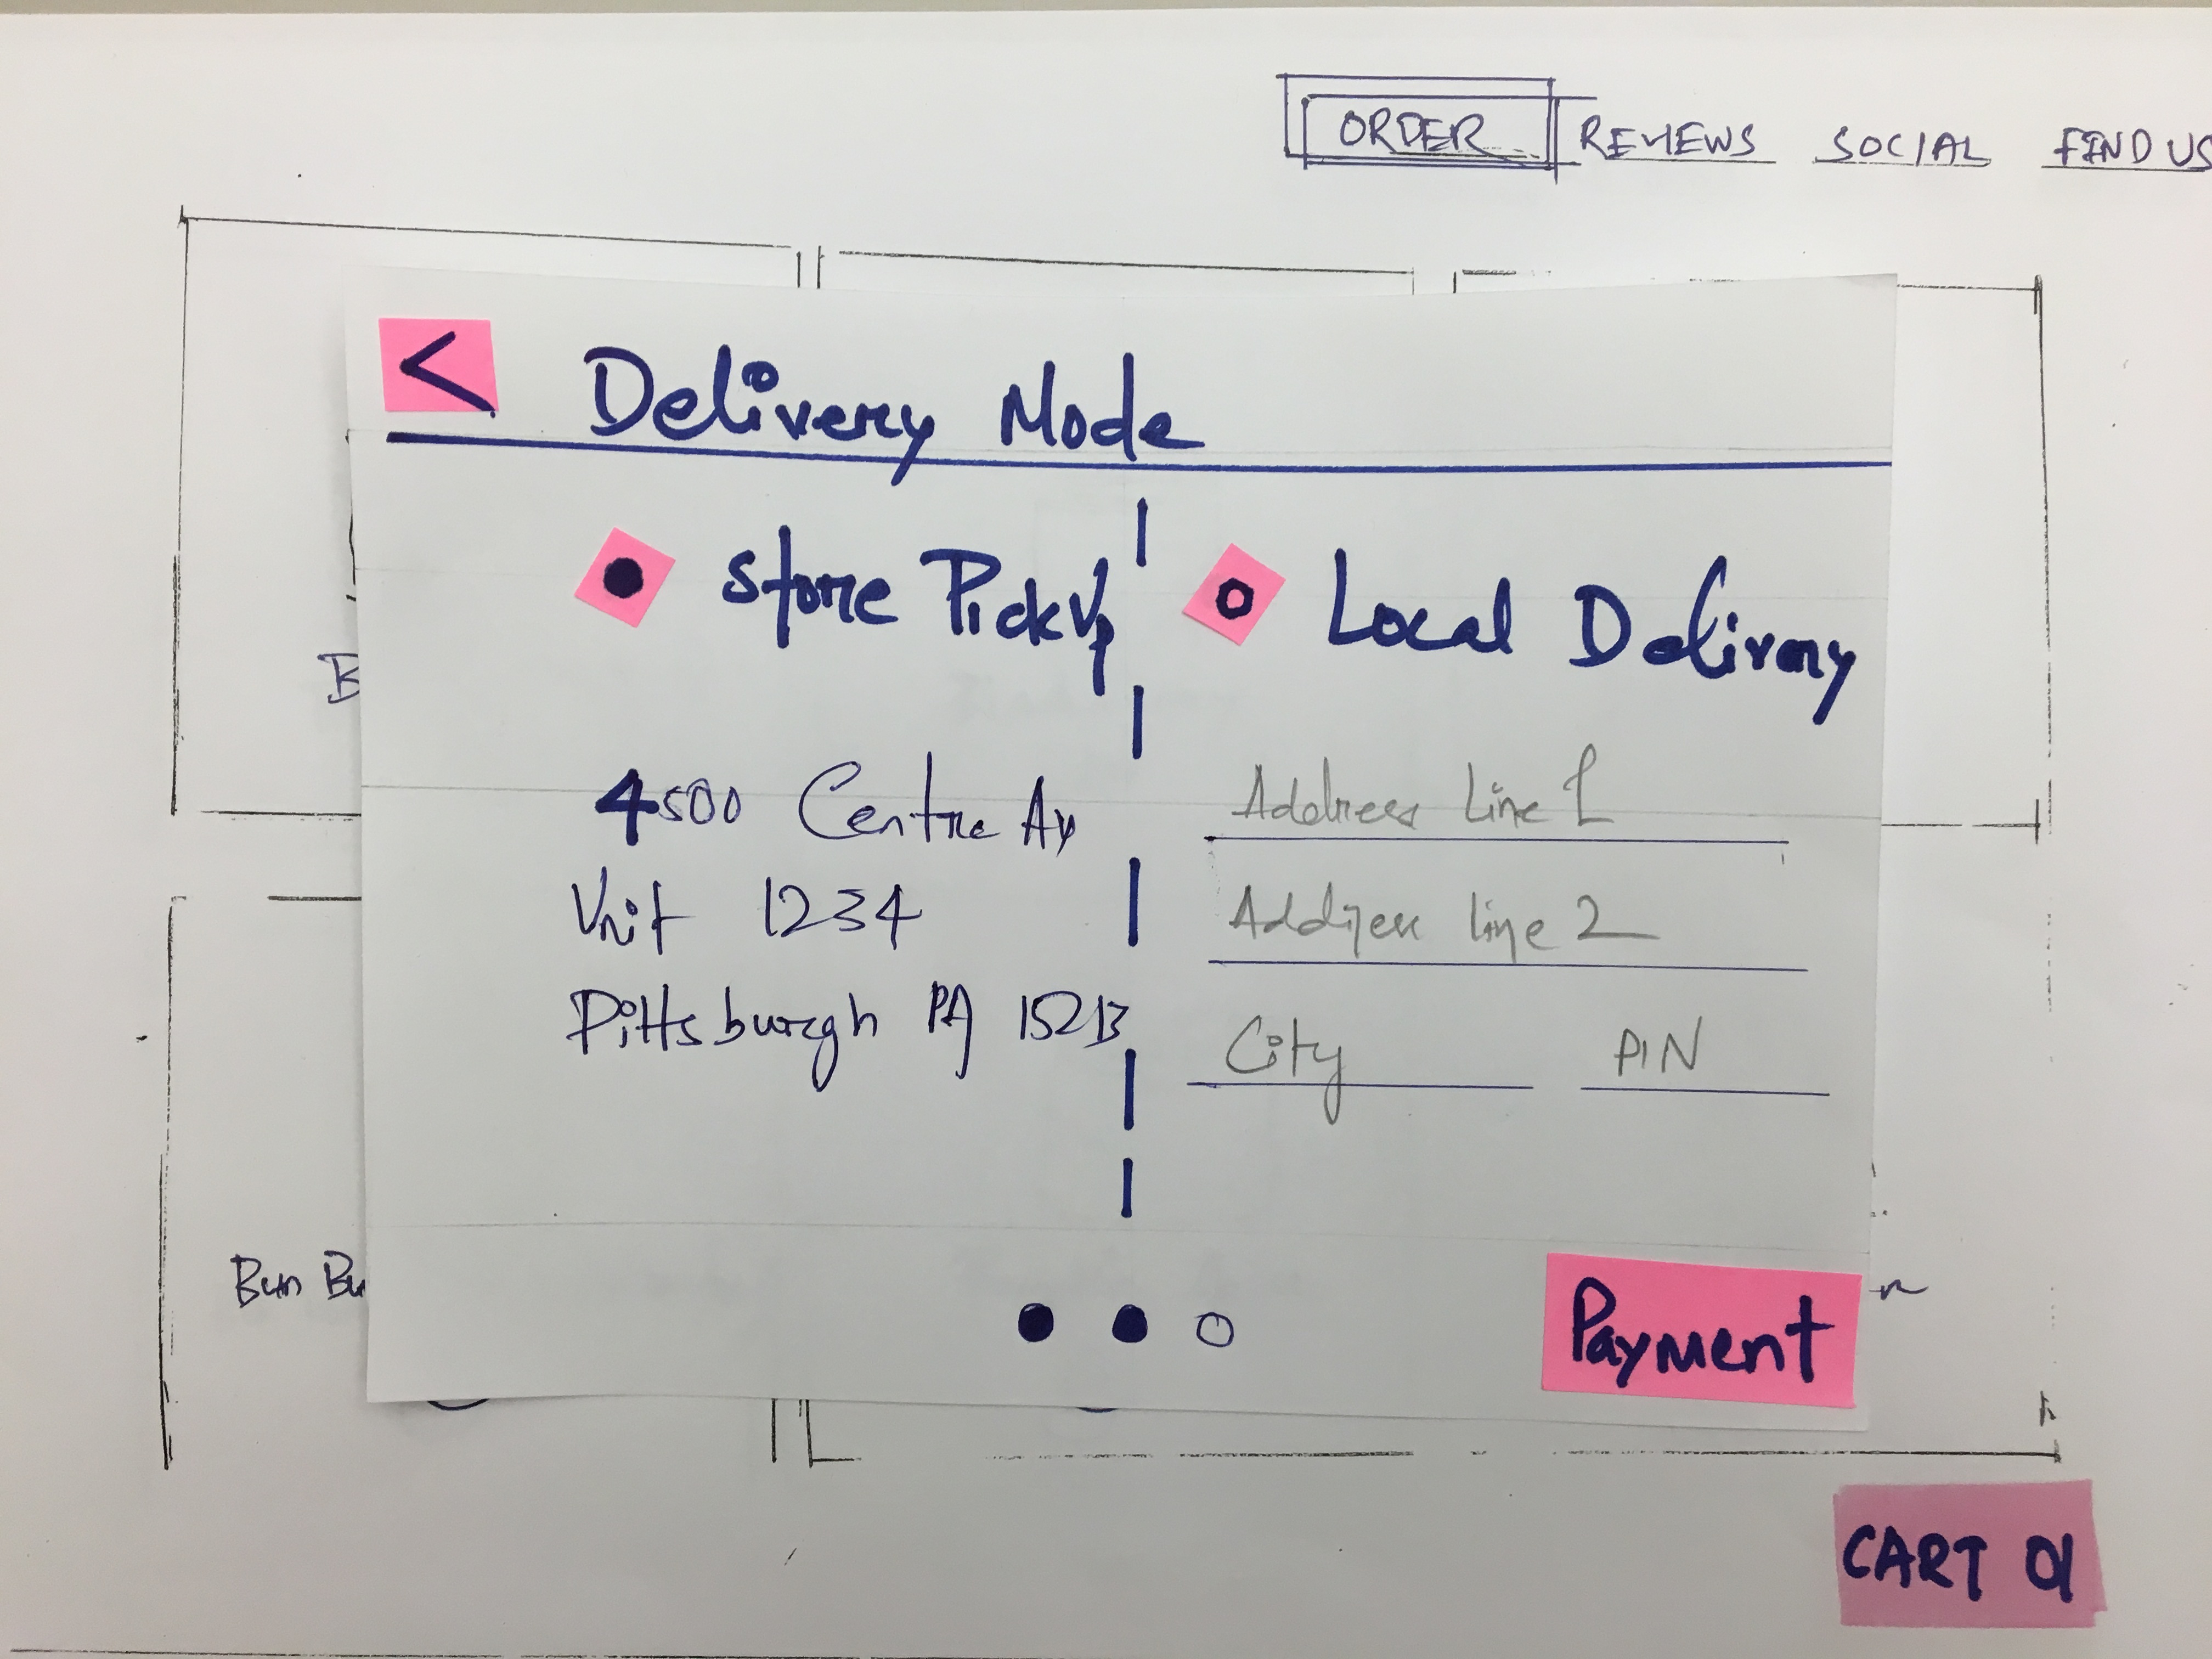 ORDER REVIEWS SOCIAL FIND US
< Delivery Mode
Store PickUp
Local Delivery
4500 Centre Av
Unit 1234
Pittsburgh PA 15213
Address Line 1
Address line 2
City PIN
Bun Bu
Payment
CART 01